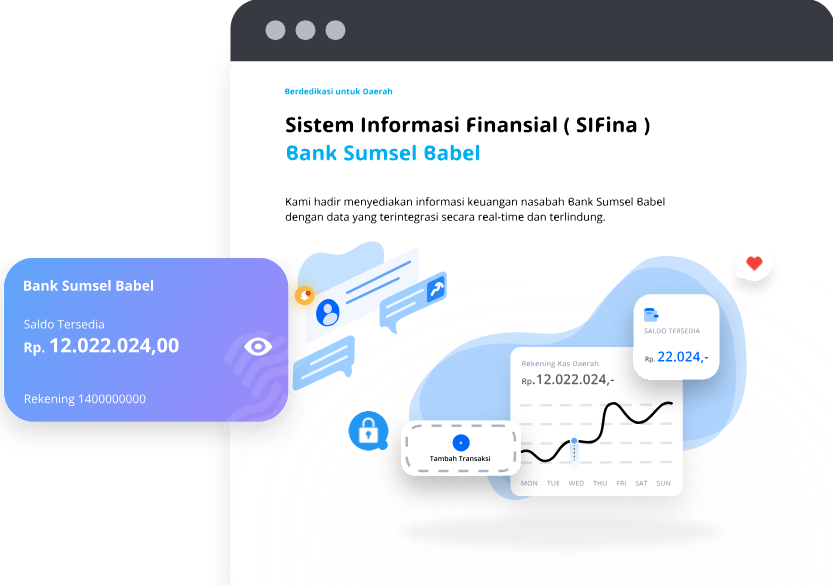 Berdedikasi untuk Daerah
Sistem Informasi Finansial ( SIFina )
Bank Sumsel Babel
Kami hadir menyediakan informasi keuangan nasabah Bank Sumsel Babel
dengan data yang terintegrasi secara real-time dan terlindung.
Bank Sumsel Babel
Saldo Tersedia
Rp. 12.022.024,00
Rekening 1400000000
SALDO TERSEDIA
Rp. 22.024,-
Rekening Kas Daerah
Rp.12.022.024,-
MON TUE WED THU FRI SAT SUN
Tambah Transaksi